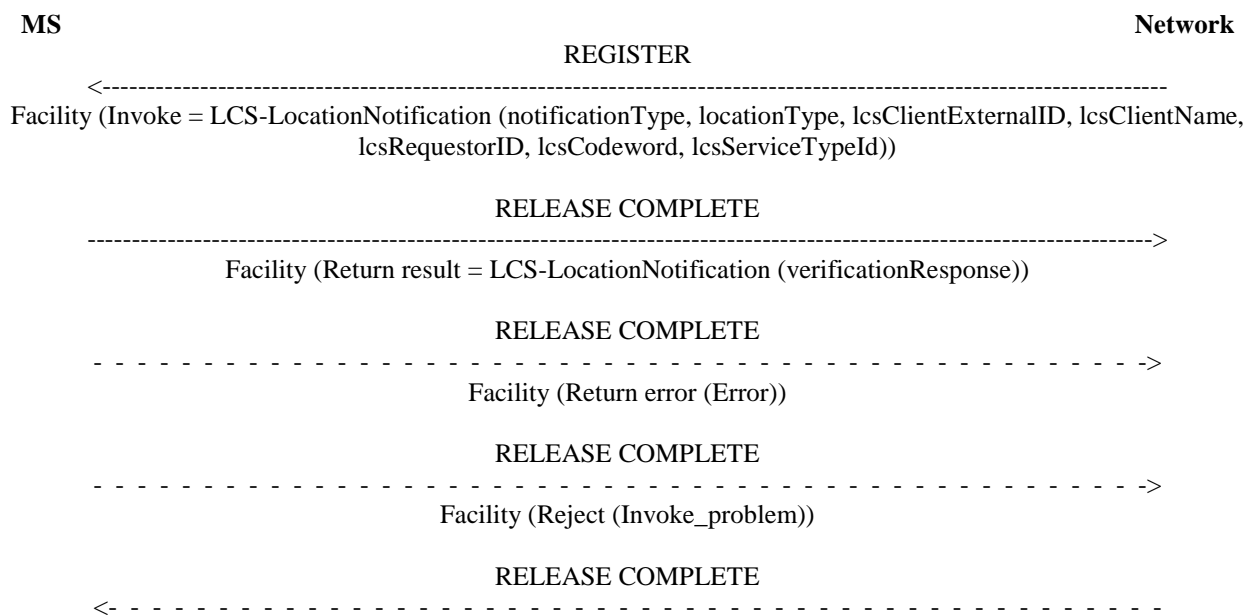 MS Network
REGISTER
<------------------------------------------------------------------------------------------------------------------------
Facility (Invoke = LCS-LocationNotification (notificationType, locationType, lcsClientExternalID, lcsClientName,
lcsRequestorID, lcsCodeword, lcsServiceTypeId))
RELEASE COMPLETE
------------------------------------------------------------------------------------------------------------------------>
Facility (Return result = LCS-LocationNotification (verificationResponse))
RELEASE COMPLETE
- - - - - - - - - - - - - - - - - - - - - - - - - - - - - - - - - - - - - - - - - - - - - - - ->
Facility (Return error (Error))
RELEASE COMPLETE
- - - - - - - - - - - - - - - - - - - - - - - - - - - - - - - - - - - - - - - - - - - - - - - ->
Facility (Reject (Invoke_problem))
RELEASE COMPLETE
<- - - - - - - - - - - - - - - - - - - - - - - - - - - - - - - - - - - - - - - - - - - - - - - -